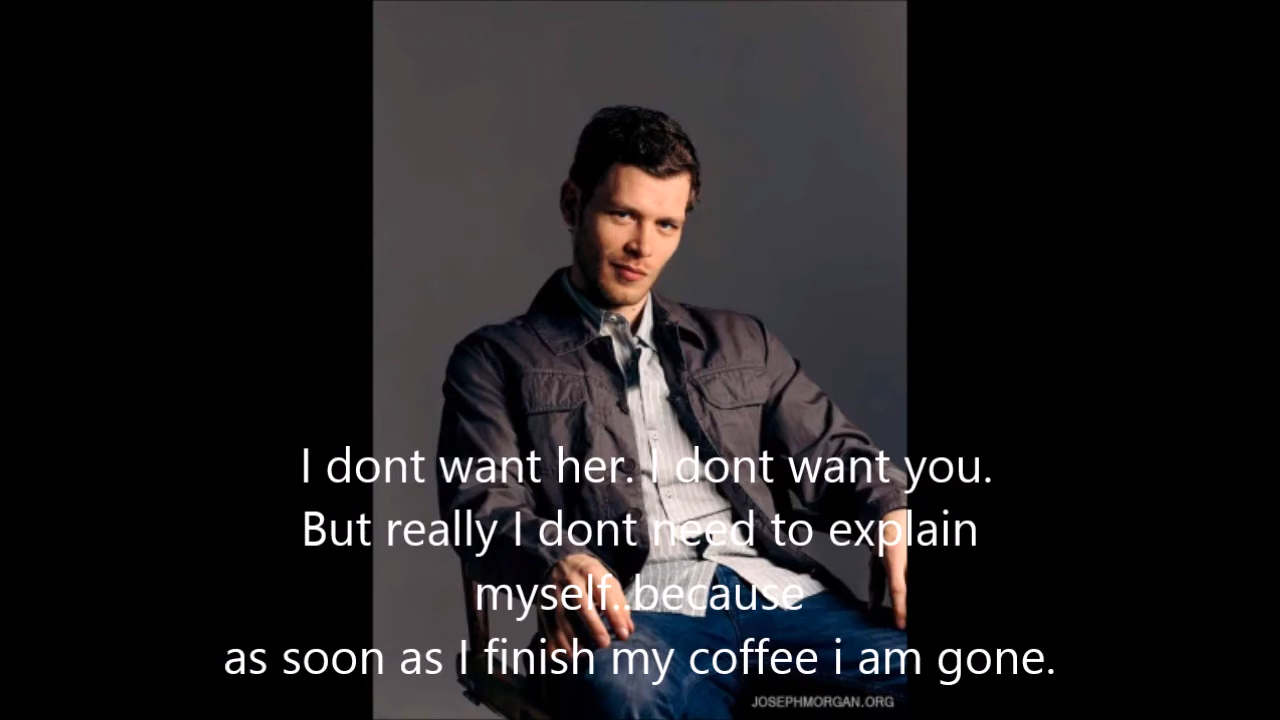 I dont want her. I dont want you.
But really I dont need to explain
myself..because
as soon as I finish my coffee i am gone.
JOSEPHMORGAN.ORG